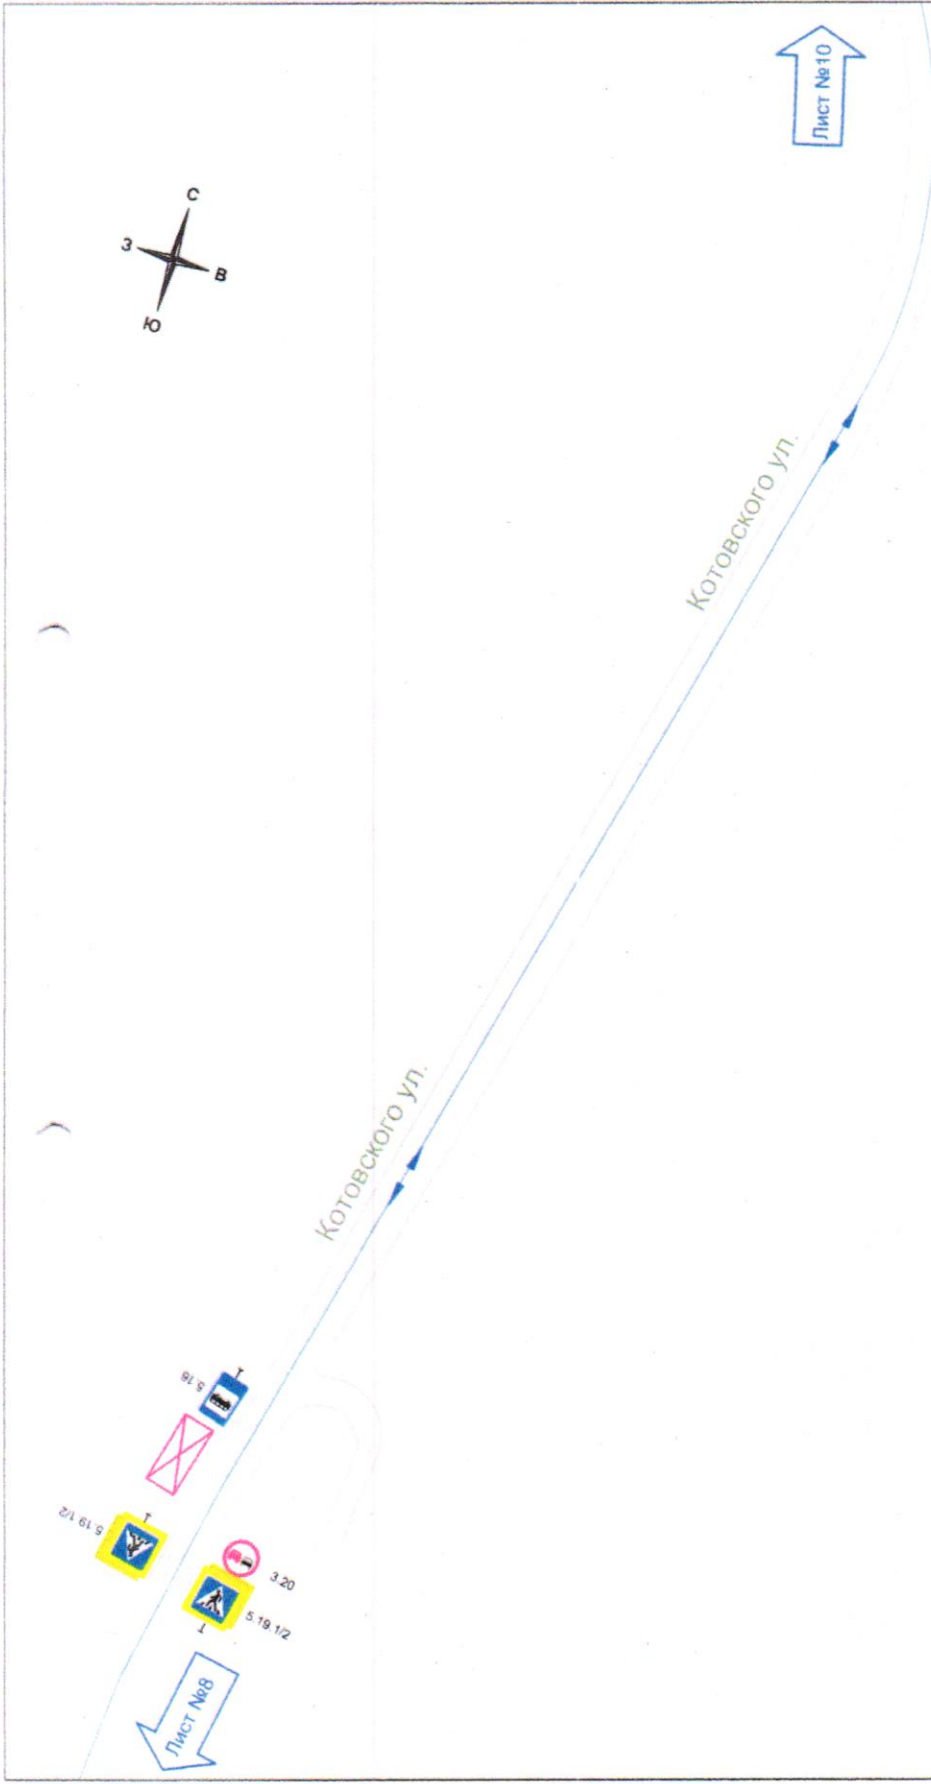 Лист №10
С
З
В
Ю
Котовского ул.
Котовского ул.
5.16
5.19.1/2
3.20
5.19.1/2
Лист №8